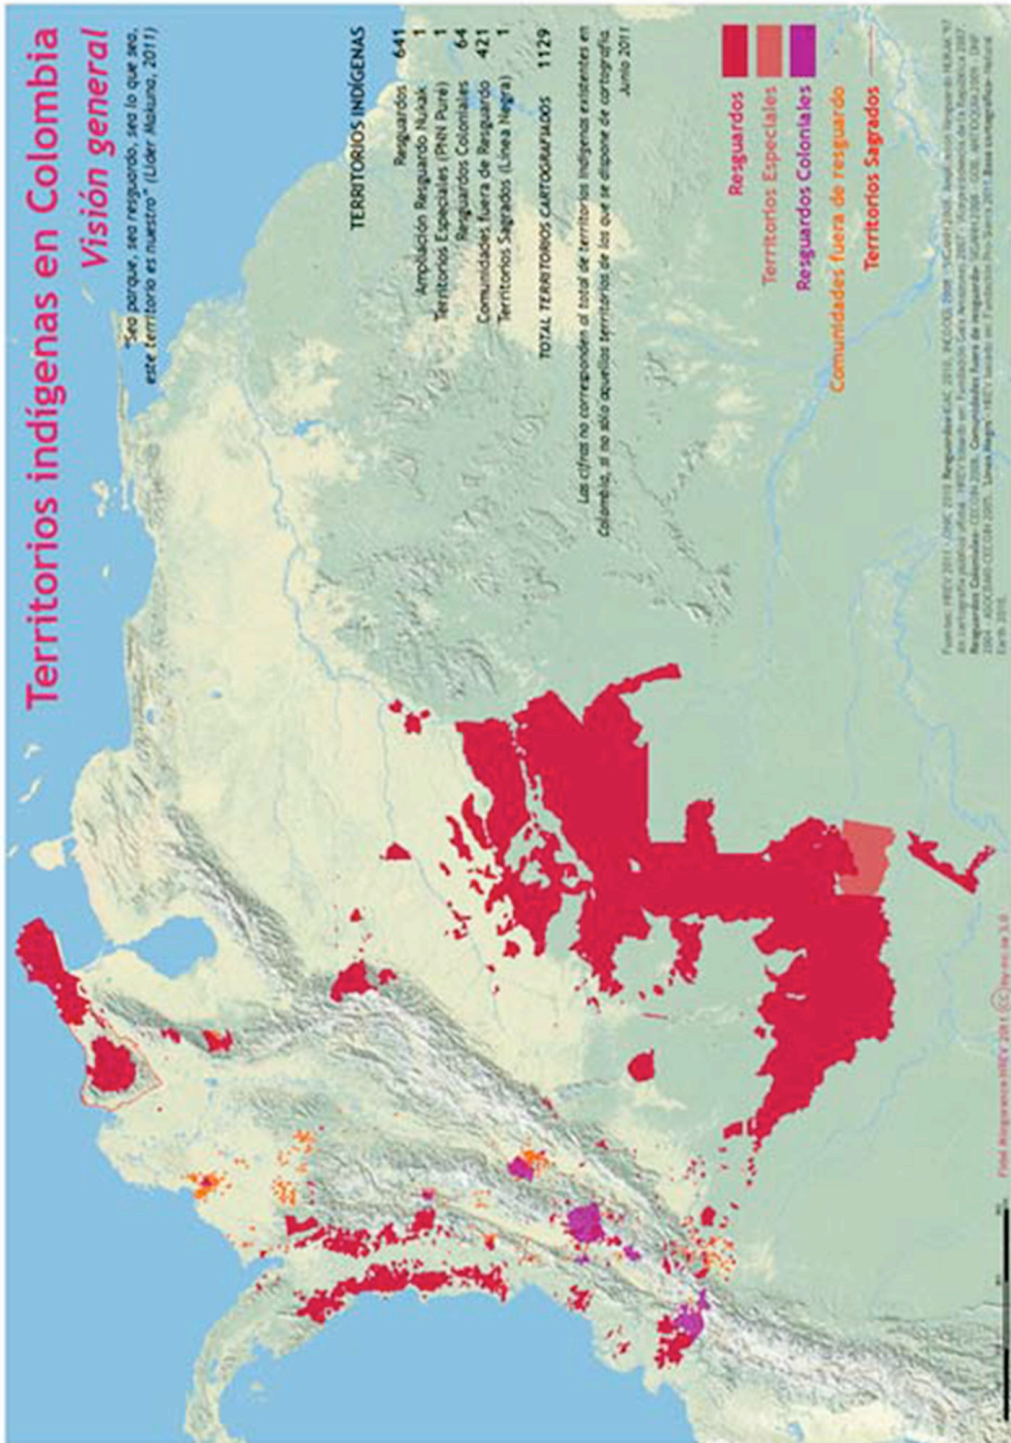 Territorios indígenas en Colombia
Visión general
"Sea parque, sea resguardo, sea lo que sea,
este territorio es nuestro" (Líder Makuna, 2011)
TERRITORIOS INDÍGENAS
Resguardos 641
Ampliación Resguardo Nukak 1
Territorios Especiales (PNN Puré) 1
Resguardos Coloniales 64
Comunidades fuera de Resguardo 421
Territorios Sagrados (Línea Negra) 1
TOTAL TERRITORIOS CARTOGRAFIADOS 1129
Las cifras no corresponden al total de territorios indígenas existentes en
Colombia, si no sólo aquellos territorios de los que se dispone de cartografía.
Junio 2011
Resguardos
Territorios Especiales
Resguardos Coloniales
Comunidades fuera de resguardo
Territorios Sagrados